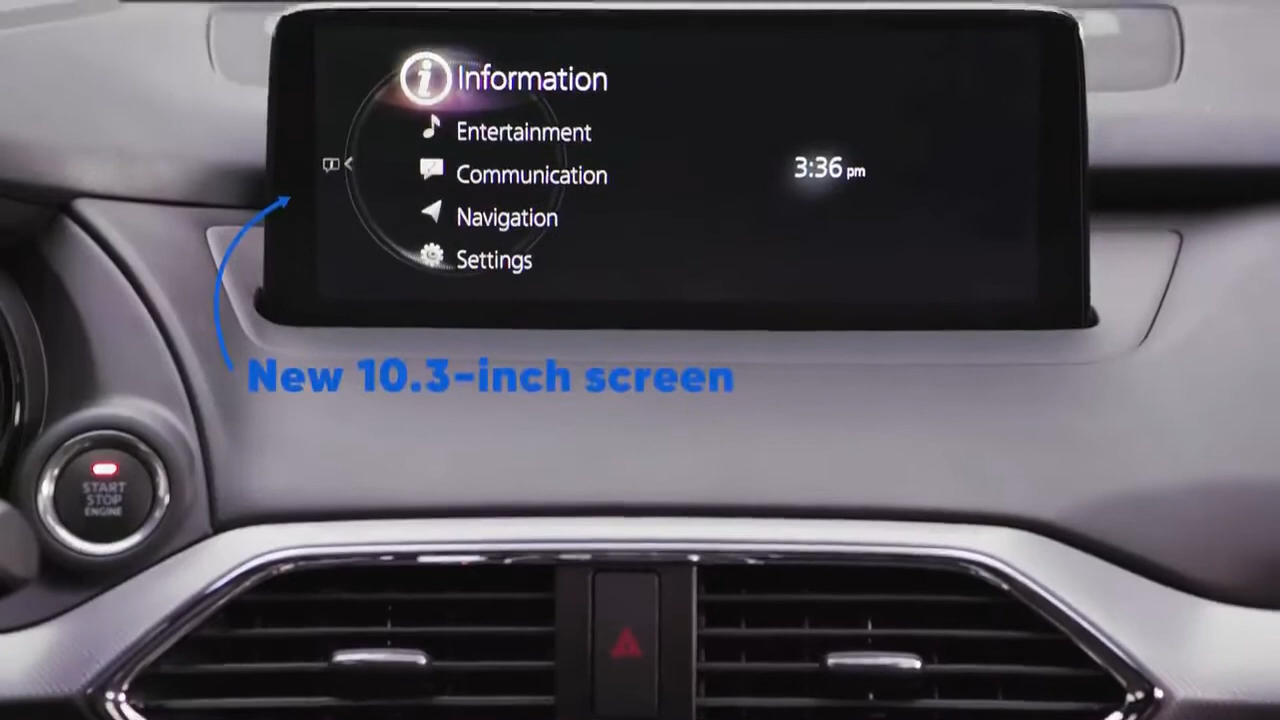 Information
Entertainment
3:36 pm
Communication
Navigation
Settings
New 10.3-inch screen
START
STOP
ENGINE